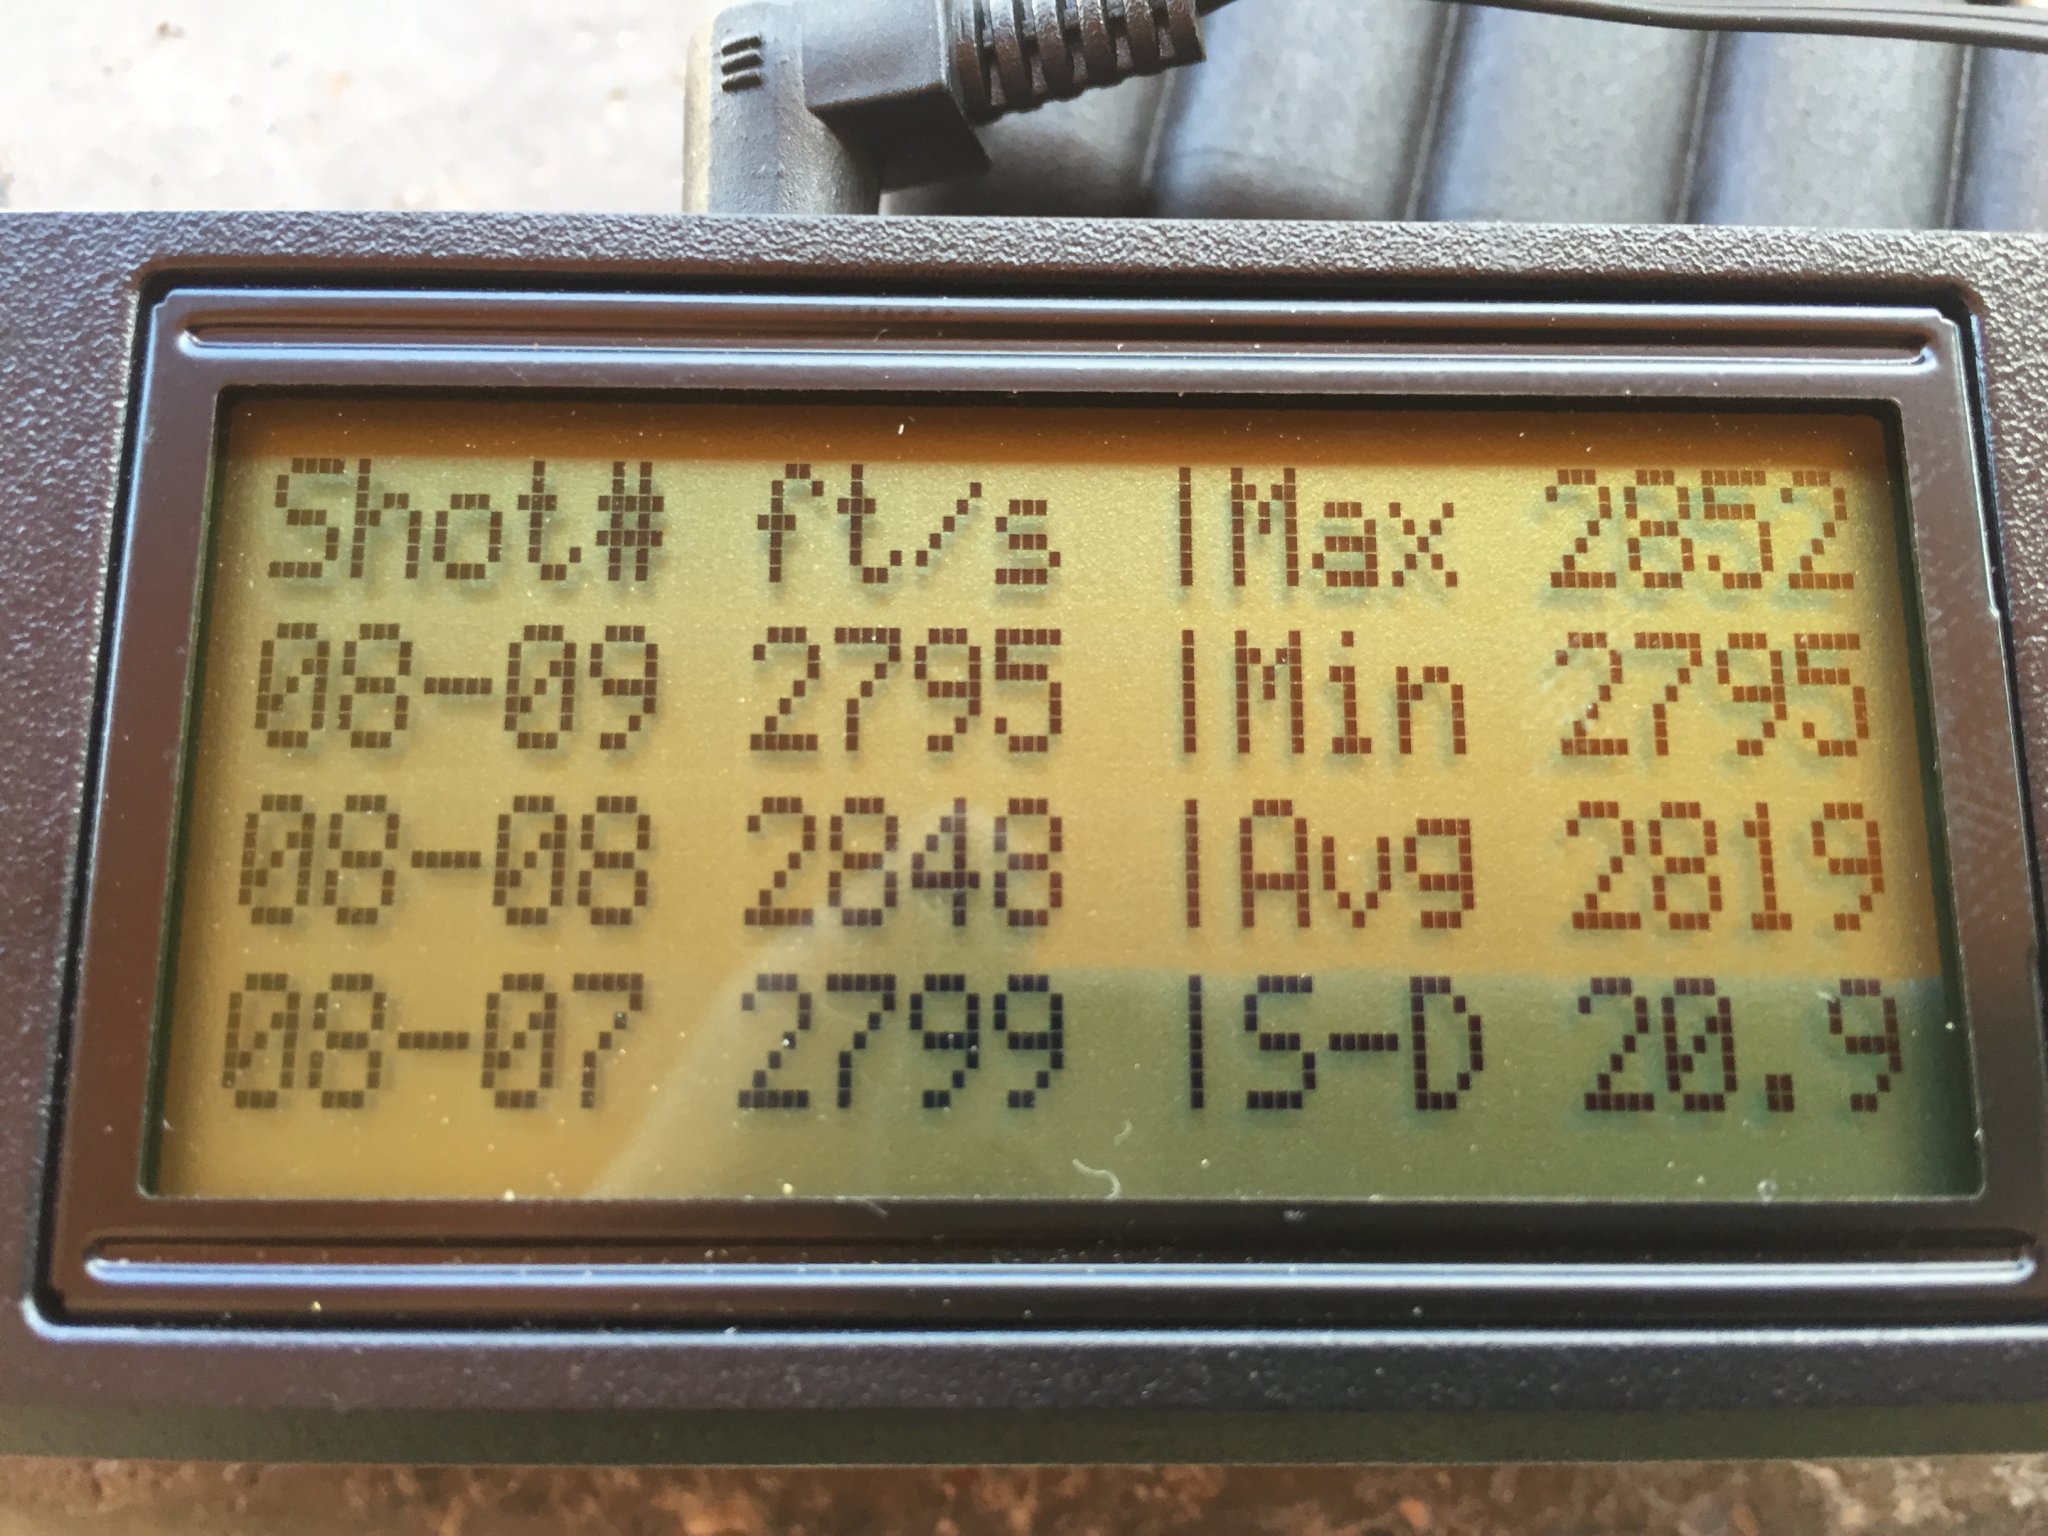 Shot# ft/s |Max 2852
08-09 2795 |Min 2795
08-08 2848 |Avg 2819
08-07 2799 |S-D 20.9